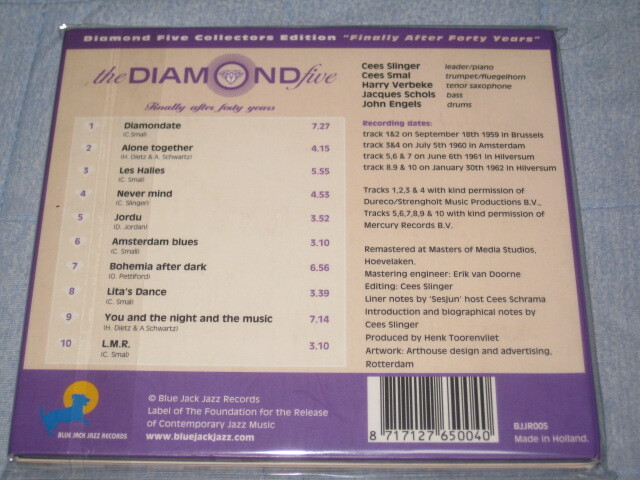 Diamond Five Collectors Edition "Finally After Forty Years"
the DIAMOND five
Finally after forty years
1 Diamondate 7.27
(C.Smal)
2 Alone together 4.15
(H. Dietz & A. Schwartz)
3 Les Halles 5.55
(C. Smal)
4 Never mind 4.53
(C. Slinger)
5 Jordu 3.52
(D. Jordan)
6 Amsterdam blues 3.10
(C. Smal)
7 Bohemia after dark 6.56
(O. Pettiford)
8 Lita's Dance 3.39
(C. Smal)
9 You and the night and the music 7.14
(H. Dietz & A Schwartz)
10 L.M.R. 3.10
(C. Smal)
Cees Slinger leader/piano
Cees Smal trumpet/fluegelhorn
Harry Verbeke tenor saxophone
Jacques Schols bass
John Engels drums
Recording dates:
track 1&2 on September 18th 1959 in Brussels
track 3&4 on July 5th 1960 in Amsterdam
track 5,6 & 7 on June 6th 1961 in Hilversum
track 8.9 & 10 on January 30th 1962 in Hilversum
Tracks 1,2,3 & 4 with kind permission of
Dureco/Strengholt Music Productions B.V.,
Tracks 5,6,7,8,9 & 10 with kind permission of
Mercury Records B.V.
Remastered at Masters of Media Studios,
Hoevelaken.
Mastering engineer: Erik van Doorne
Editing: Cees Slinger
Liner notes by 'Sesjun' host Cees Schrama
Introduction and biographical notes by
Cees Slinger
Produced by Henk Toorenvliet
Artwork: Arthouse design and advertising,
Rotterdam
BLUE JACK JAZZ RECORDS
© Blue Jack Jazz Records
Label of The Foundation for the Release
of Contemporary Jazz Music
www.bluejackjazz.com
8 717127 650040
BJJR005
Made in Holland.